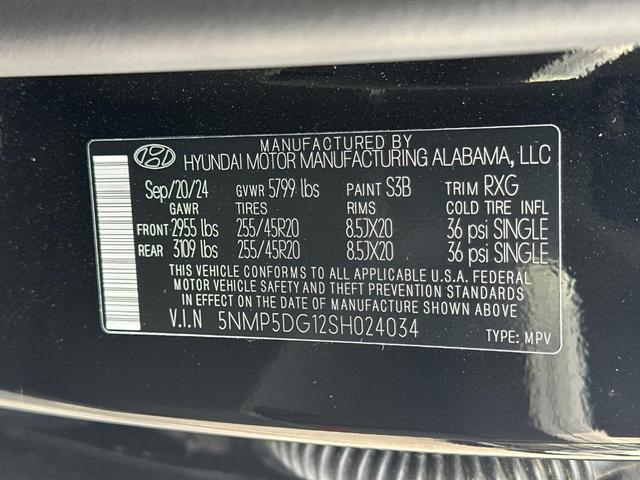 MANUFACTURED BY
HYUNDAI MOTOR MANUFACTURING ALABAMA, LLC
Sep/20/24 GVWR 5799 lbs PAINT S3B TRIM RXG
GAWR TIRES RIMS COLD TIRE INFL
FRONT 2955 lbs 255/45R20 8.5JX20 36 psi SINGLE
REAR 3109 lbs 255/45R20 8.5JX20 36 psi SINGLE
THIS VEHICLE CONFORMS TO ALL APPLICABLE U.S.A. FEDERAL
MOTOR VEHICLE SAFETY AND THEFT PREVENTION STANDARDS
IN EFFECT ON THE DATE OF MANUFACTURE SHOWN ABOVE
V.I.N 5NMP5DG12SH024034 TYPE: MPV